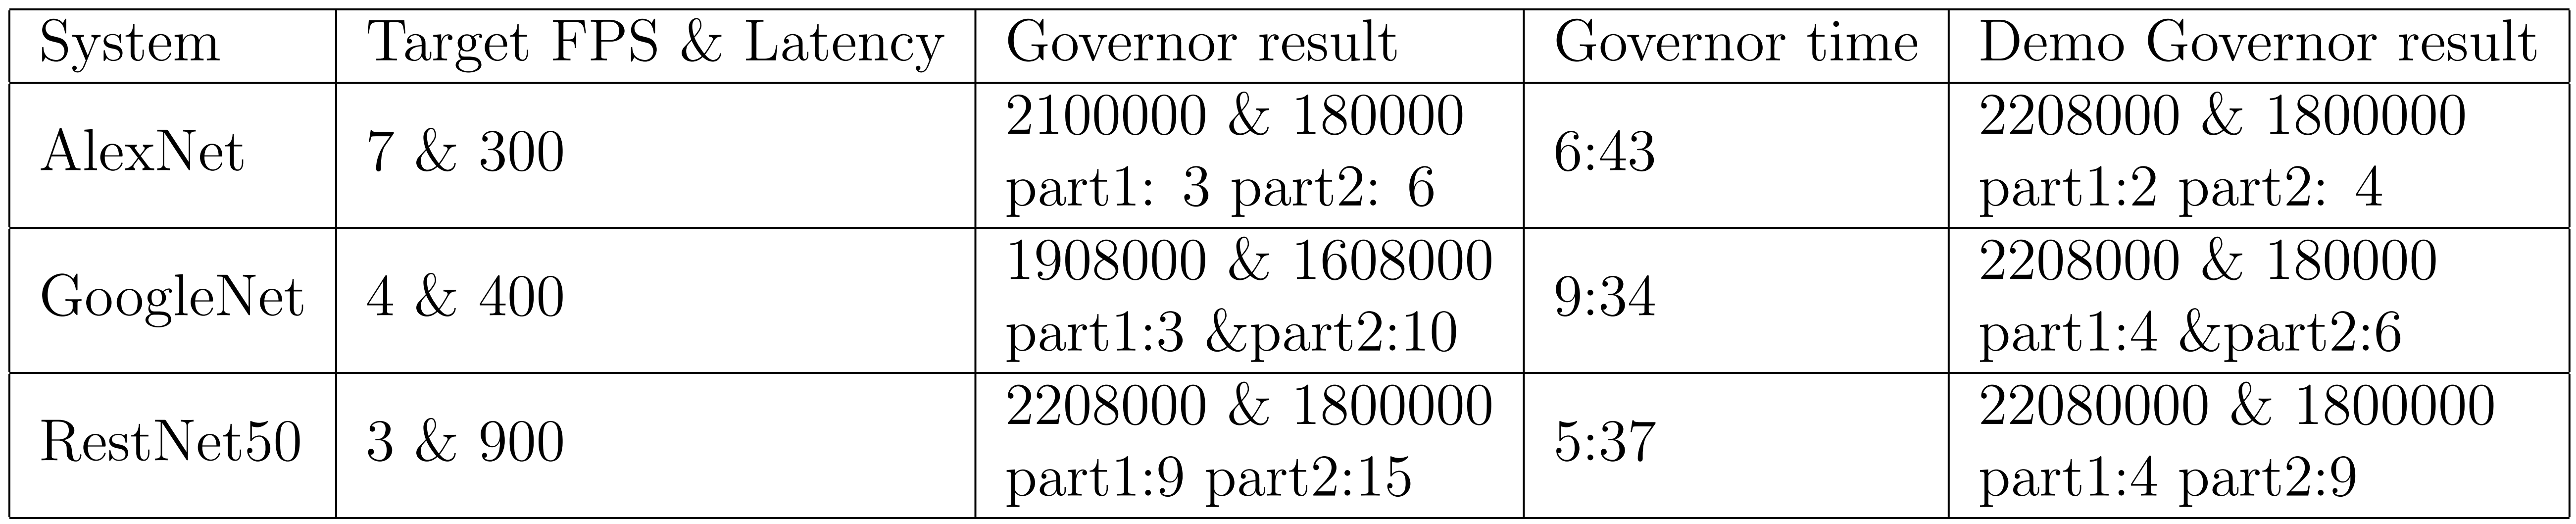 System Target FPS & Latency Governor result Governor time Demo Governor result
AlexNet 7 & 300 2100000 & 180000 part1: 3 part2: 6 6:43 2208000 & 1800000 part1:2 part2: 4
GoogleNet 4 & 400 1908000 & 1608000 part1:3 &part2:10 9:34 2208000 & 180000 part1:4 &part2:6
RestNet50 3 & 900 2208000 & 1800000 part1:9 part2:15 5:37 22080000 & 1800000 part1:4 part2:9